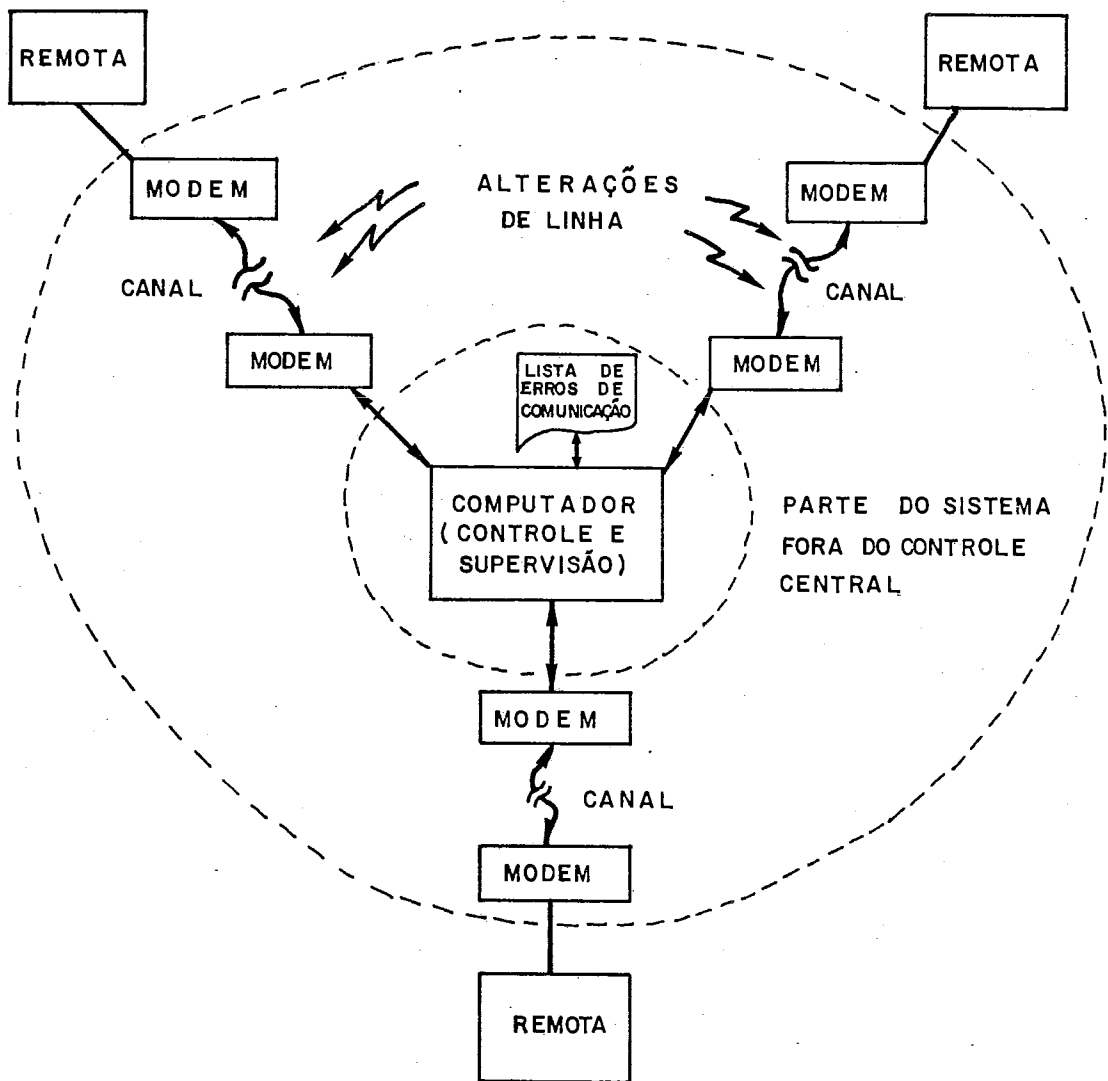 REMOTA
REMOTA
MODEM
ALTERAÇÕES
DE LINHA
MODEM
CANAL
CANAL
MODEM
LISTA DE
ERROS DE
COMUNICAÇÃO
MODEM
COMPUTADOR
(CONTROLE E
SUPERVISÃO)
PARTE DO SISTEMA
FORA DO CONTROLE
CENTRAL
MODEM
CANAL
MODEM
REMOTA